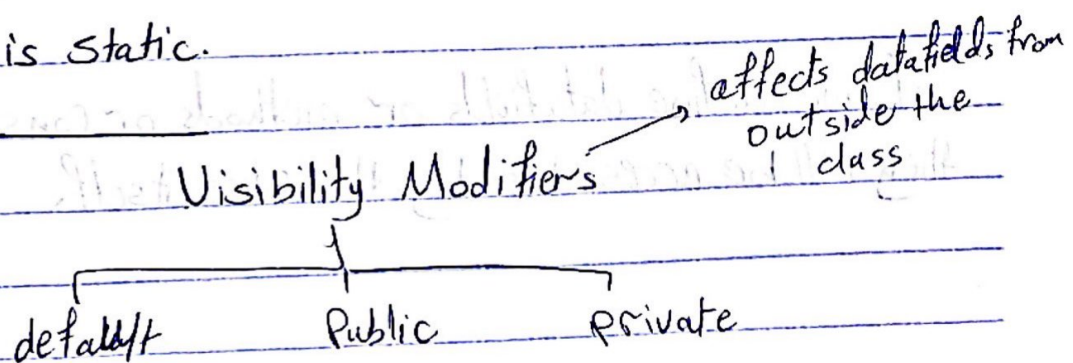 is Static.
affects datafields from
outside the
class
Visibility Modifiers
default Public private